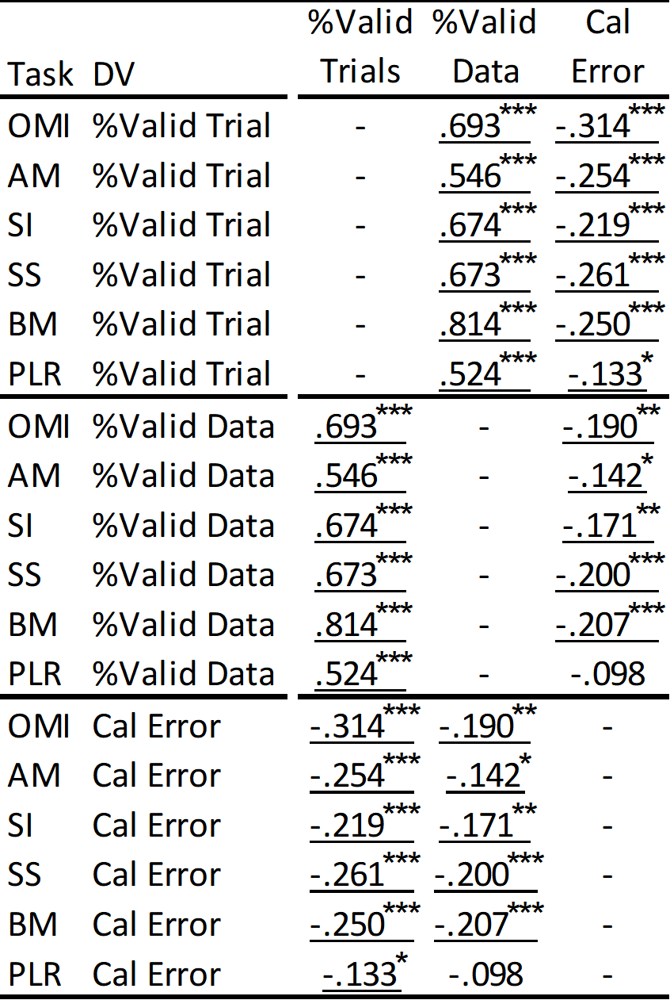 %Valid %Valid Cal
Task DV Trials Data Error
OMI %Valid Trial - .693*** -.314***
AM %Valid Trial - .546*** -.254***
SI %Valid Trial - .674*** -.219***
SS %Valid Trial - .673*** -.261***
BM %Valid Trial - .814*** -.250***
PLR %Valid Trial - .524*** -.133*
OMI %Valid Data .693*** - -.190**
AM %Valid Data .546*** - -.142*
SI %Valid Data .674*** - -.171**
SS %Valid Data .673*** - -.200***
BM %Valid Data .814*** - -.207***
PLR %Valid Data .524*** - -.098
OMI Cal Error -.314*** -.190** -
AM Cal Error -.254*** -.142* -
SI Cal Error -.219*** -.171** -
SS Cal Error -.261*** -.200*** -
BM Cal Error -.250*** -.207*** -
PLR Cal Error -.133* -.098 -